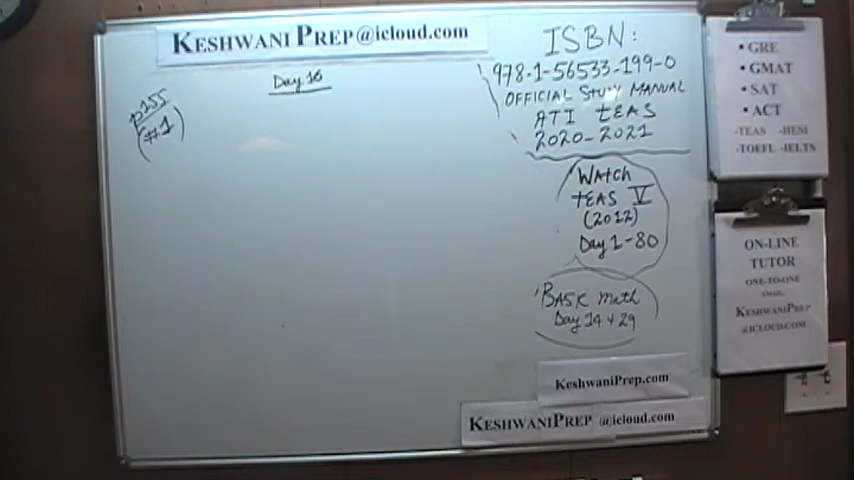 KESHWANI PREP@icloud.com
Day 16
p155
(#1)
ISBN:
978-1-56533-199-0
OFFICIAL STUDY MANUAL
ATI TEAS
2020-2021
WATCH
TEAS V
(2012)
Day 1-80
BASIC Math
Day 14 & 29
KeshwaniPrep.com
KESHWANIPREP @icloud.com
• GRE
• GMAT
• SAT
• ACT
-TEAS -HESI
-TOEFL -IELTS
ON-LINE
TUTOR
ONE-TO-ONE
KESHWANIPREP
@ICLOUD.COM